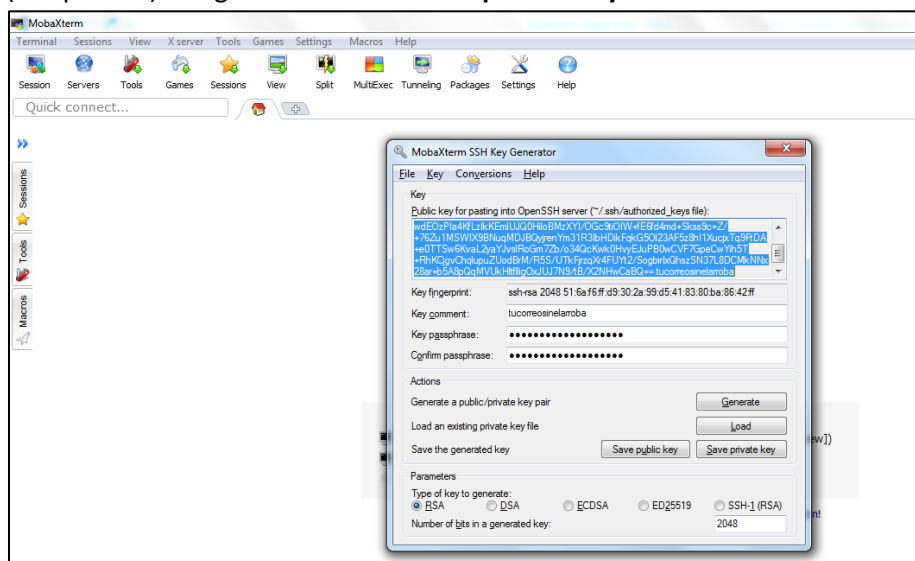 MobaXterm
Terminal Sessions View X server Tools Games Settings Macros Help
Session Servers Tools Games Sessions View Split MultiExec Tunneling Packages Settings Help
Quick connect...
Sessions
Tools
Macros
MobaXterm SSH Key Generator
File Key Conversions Help
Key
Public key for pasting into OpenSSH server (~/.ssh/authorized_keys file):
tucorreosinelarroba
Key fingerprint: ssh-rsa 2048 51:6a:f6:ff:d9:30:2a:99:d5:41:83:80:ba:86:42:ff
Key comment: tucorreosinelarroba
Key passphrase: ●●●●●●●●●●●●●●●●●●●
Confirm passphrase: ●●●●●●●●●●●●●●●●●●●
Actions
Generate a public/private key pair Generate
Load an existing private key file Load
Save the generated key Save public key Save private key
Parameters
Type of key to generate:
RSA DSA ECDSA ED25519 SSH-1 (RSA)
Number of bits in a generated key: 2048